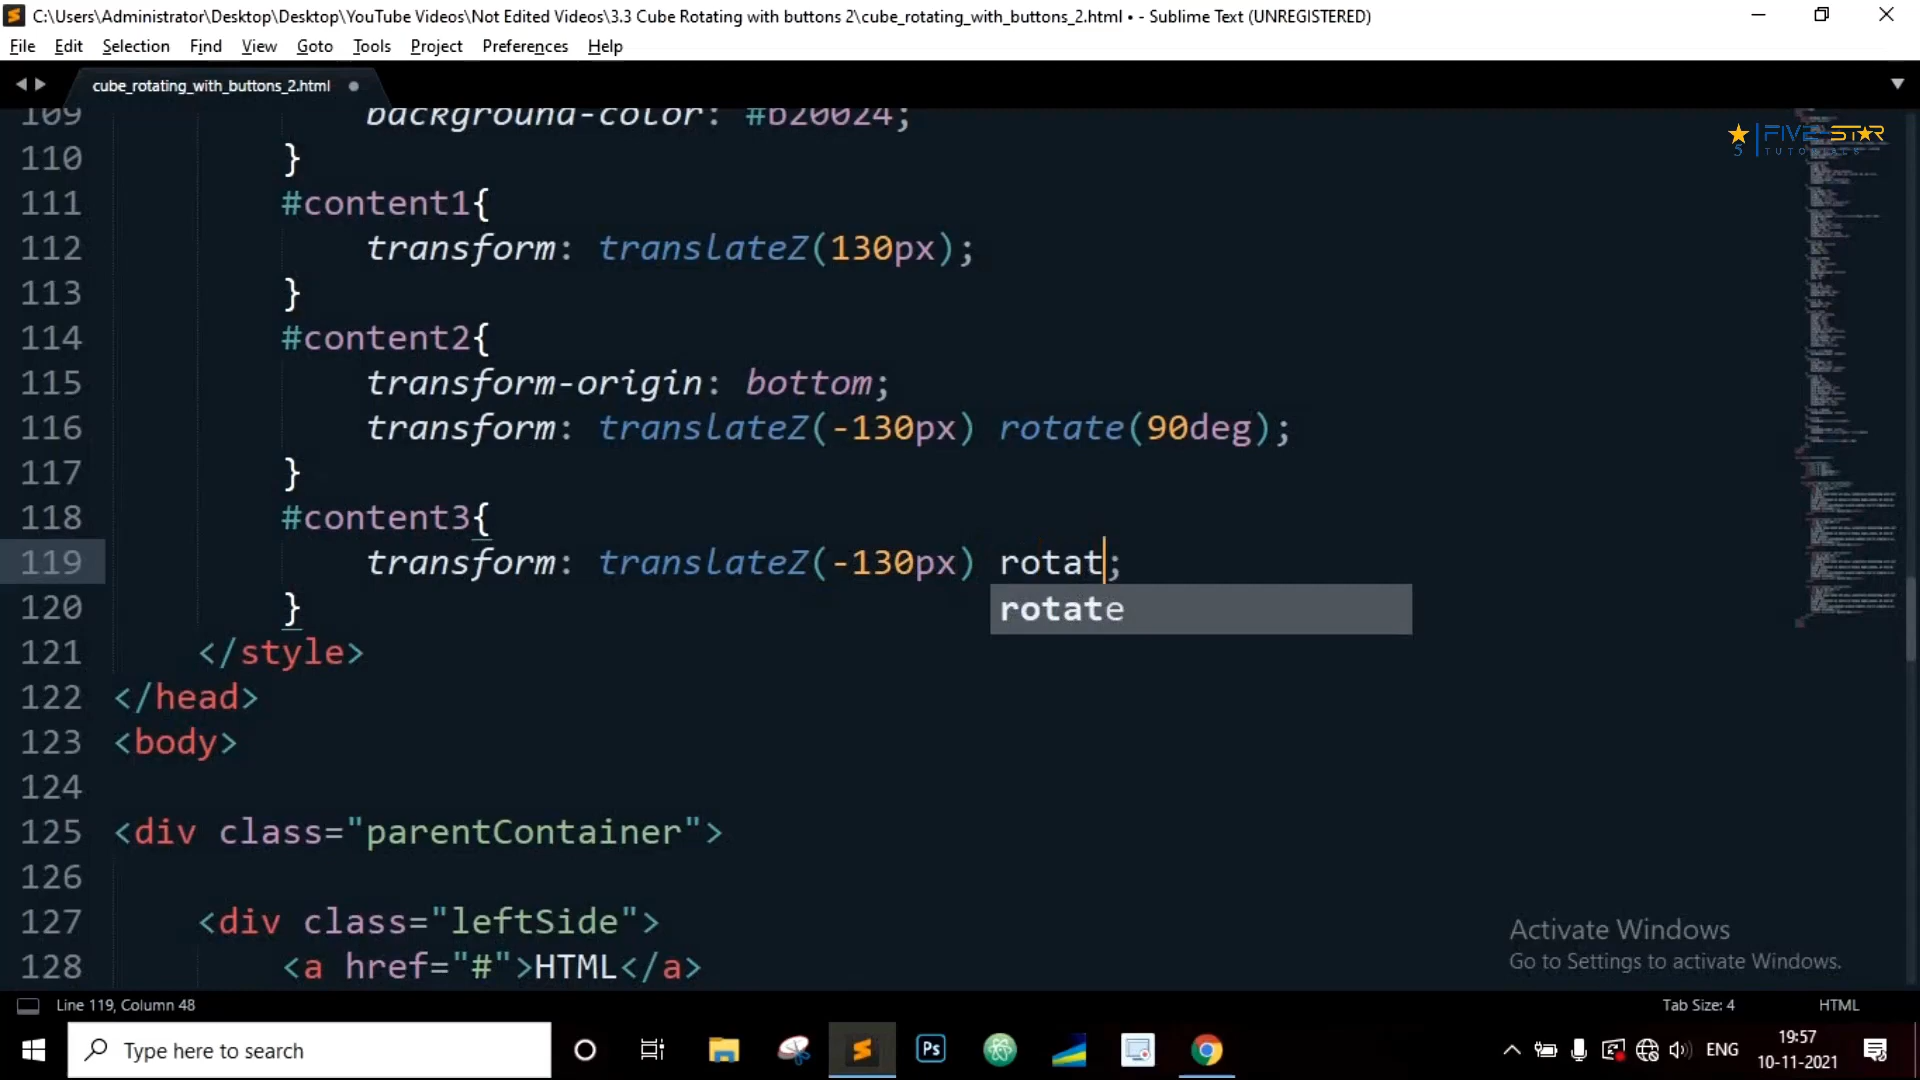 C:\Users\Administrator\Desktop\Desktop\YouTube Videos\Not Edited Videos\3.3 Cube Rotating with buttons 2\cube_rotating_with_buttons_2.html • - Sublime Text (UNREGISTERED)
File Edit Selection Find View Goto Tools Project Preferences Help
cube_rotating_with_buttons_2.html
109 background-color: #b20024;
FIVE STAR
5 TUTORIALS
110 }
111 #content1{
112 transform: translateZ(130px);
113 }
114 #content2{
115 transform-origin: bottom;
116 transform: translateZ(-130px) rotate(90deg);
117 }
118 #content3{
119 transform: translateZ(-130px) rotat;
rotate
120 }
121 </style>
122 </head>
123 <body>
124
125 <div class="parentContainer">
126
127 <div class="leftSide">
128 <a href="#">HTML</a>
Activate Windows
Go to Settings to activate Windows.
Line 119, Column 48
Tab Size: 4
HTML
Type here to search
Ps
ENG
19:57
10-11-2021